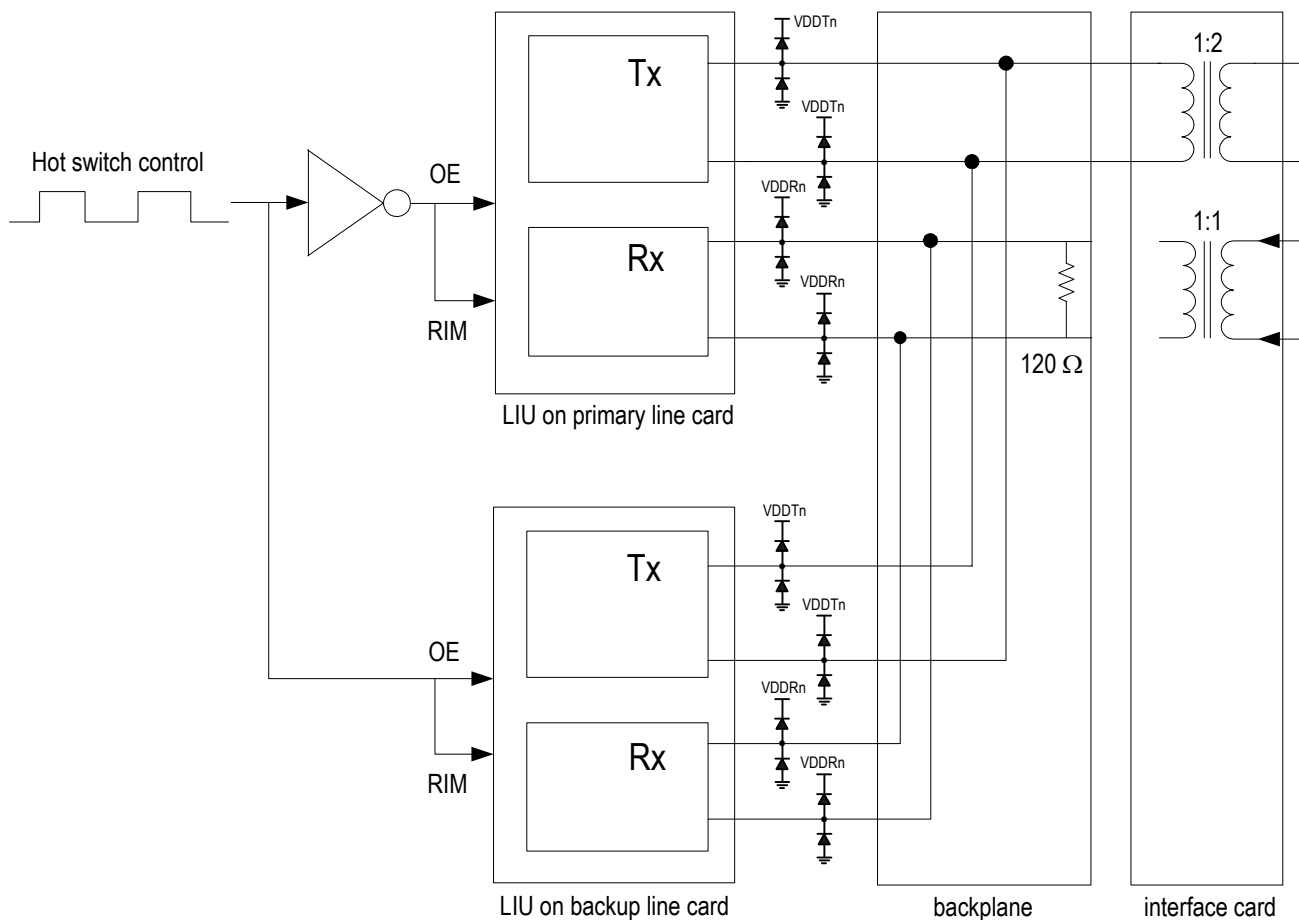 VDDTn
1:2
Tx
VDDTn
Hot switch control
OE
VDDRn
1:1
Rx
VDDRn
RIM
120 Ω
LIU on primary line card
VDDTn
Tx
VDDTn
OE
VDDRn
Rx
VDDRn
RIM
LIU on backup line card
backplane
interface card